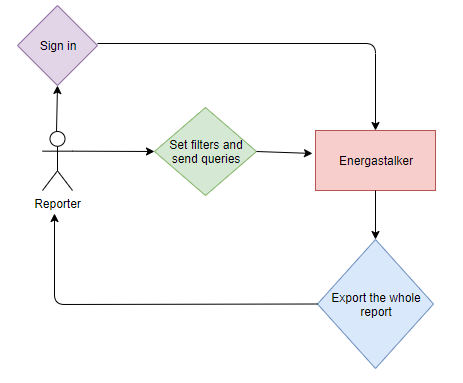 Sign in
Set filters and
send queries
Energastalker
Reporter
Export the whole
report